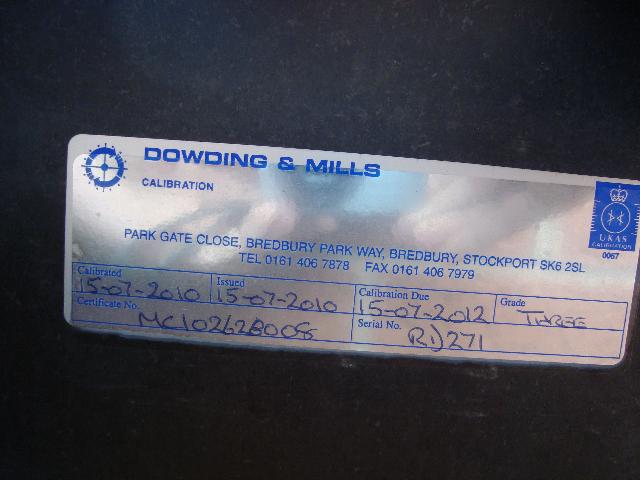 DOWDING & MILLS
CALIBRATION
UKAS
CALIBRATION
0067
PARK GATE CLOSE, BREDBURY PARK WAY, BREDBURY, STOCKPORT SK6 2SL
TEL 0161 406 7878 FAX 0161 406 7979
Calibrated 15-07-2010 Issued 15-07-2010 Calibration Due 15-07-2012 Grade THREE
Certificate No. MC102628008 Serial No.